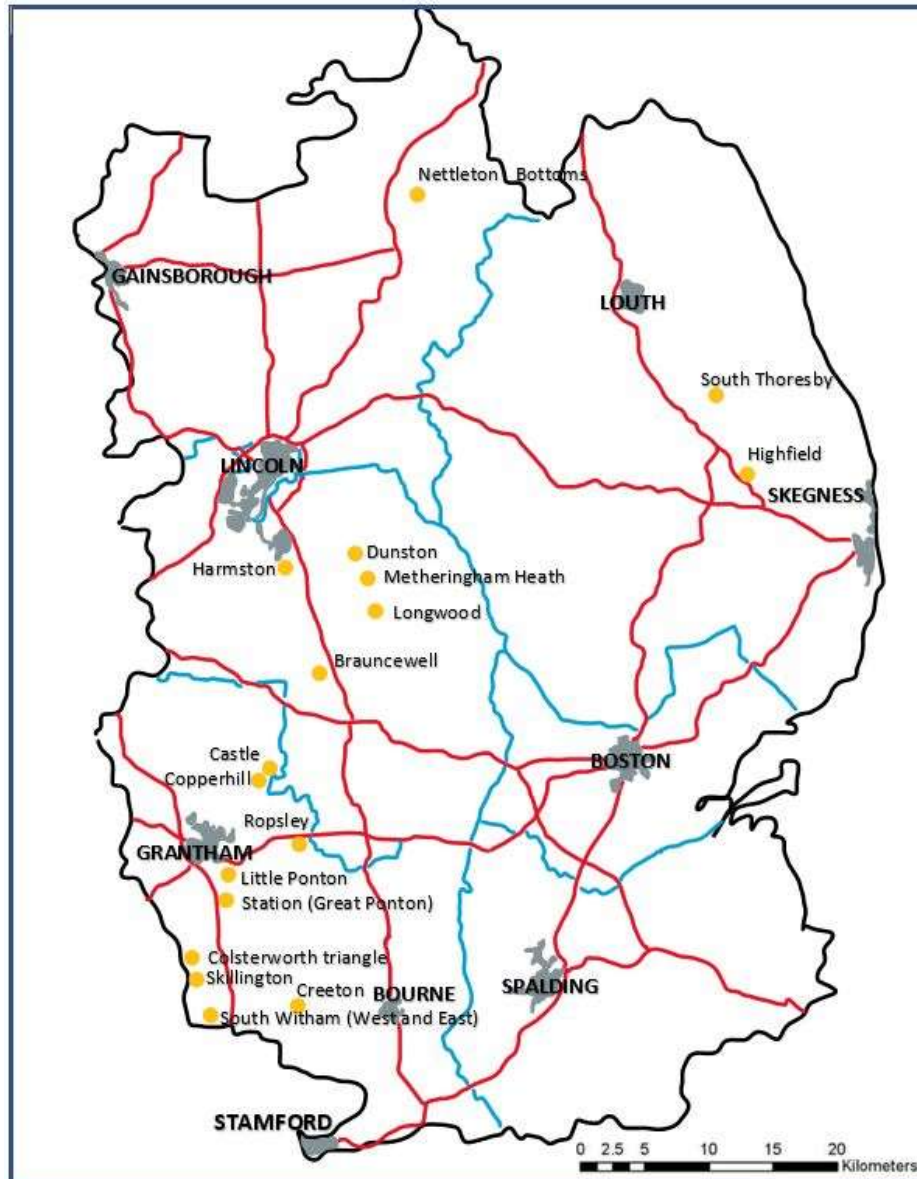 Nettleton Bottoms
GAINSBOROUGH
LOUTH
South Thoresby
LINCOLN
Highfield
SKEGNESS
Dunston
Harmston
Metheringham Heath
Longwood
Brauncewell
Castle
Copperhill
BOSTON
Ropsley
GRANTHAM
Little Ponton
Station (Great Ponton)
Colsterworth triangle
Skillington
Creeton
BOURNE
SPALDING
South Witham (West and East)
STAMFORD
0 2.5 5 10 15 20
Kilometers